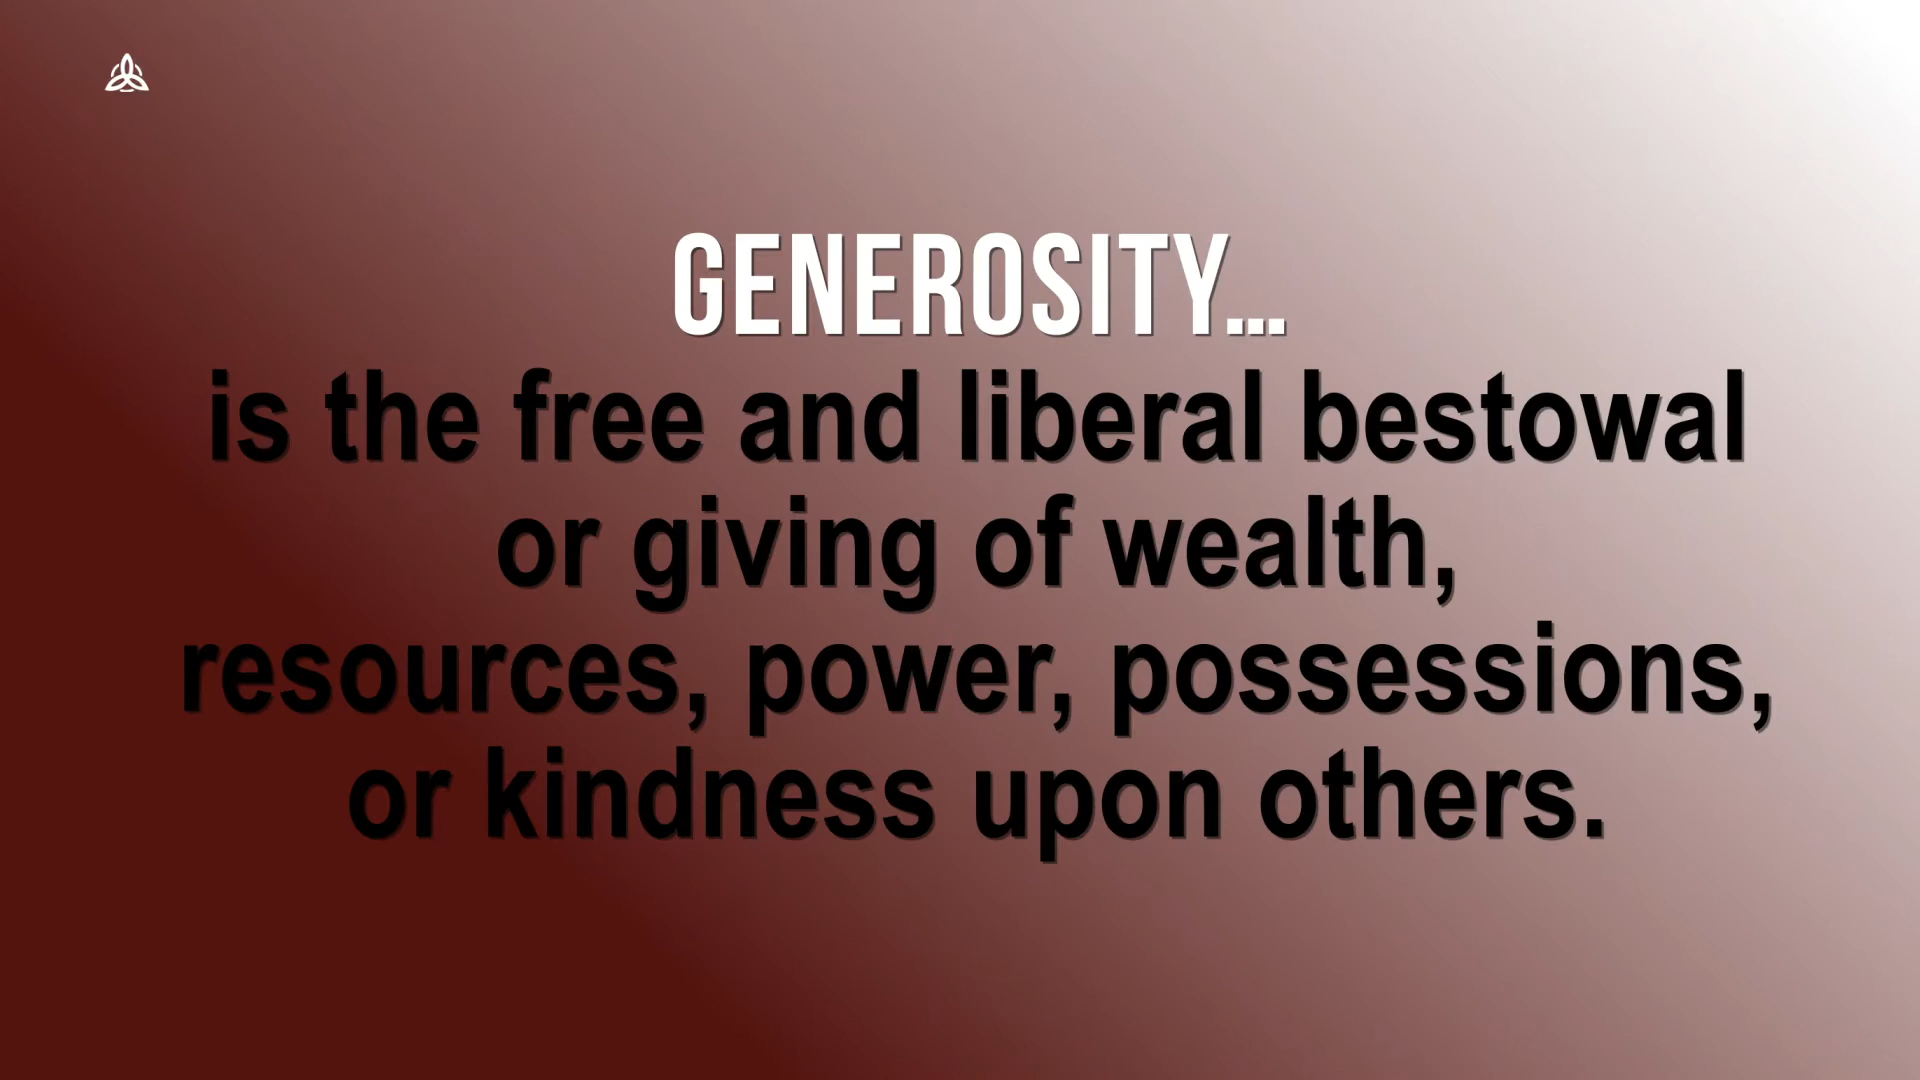 GENEROSITY...
is the free and liberal bestowal
or giving of wealth,
resources, power, possessions,
or kindness upon others.